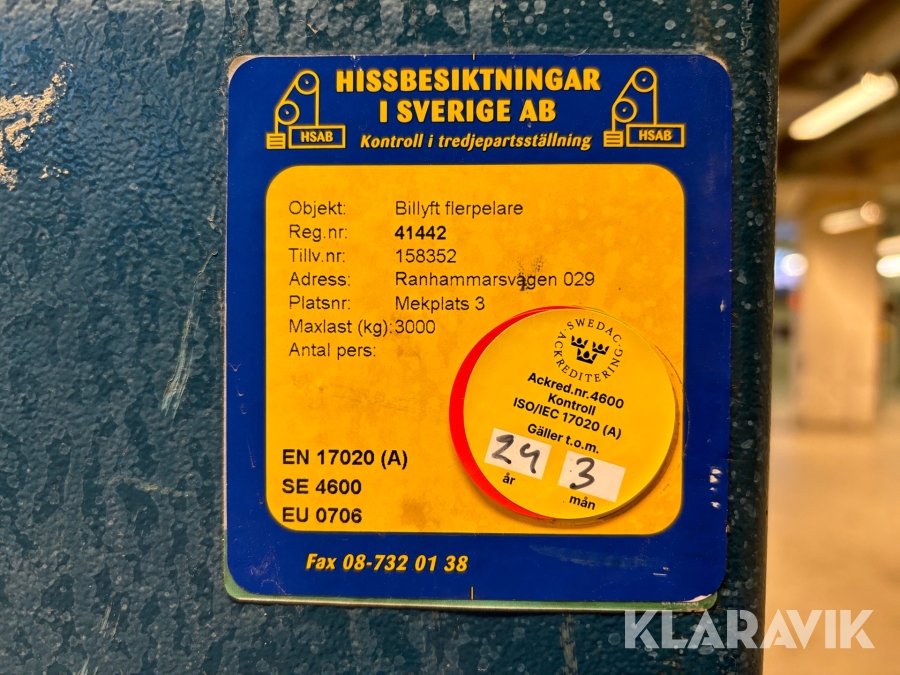 HISSBESIKTNINGAR
I SVERIGE AB
Kontroll i tredjepartsställning
HSAB
HSAB
Objekt: Billyft flerpelare
Reg.nr: 41442
Tillv.nr: 158352
Adress: Ranhammarsvägen 029
Platsnr: Mekplats 3
Maxlast (kg): 3000
Antal pers:
SWEDAC
ACKREDITERING
Ackred.nr.4600
Kontroll
ISO/IEC 17020 (A)
Gäller t.o.m.
24 3
år mån
EN 17020 (A)
SE 4600
EU 0706
Fax 08-732 01 38
KLARAVIK